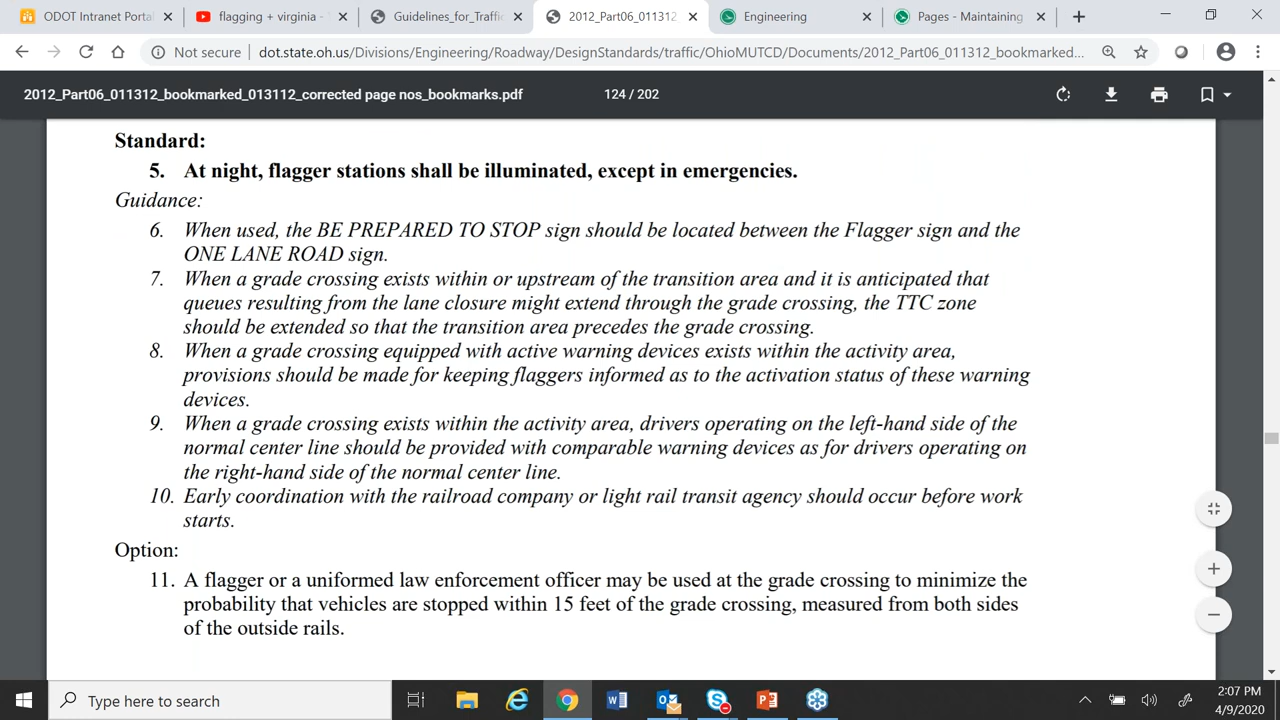 ODOT Intranet Porta
flagging + virginia -
Guidelines_for_Traffi
2012_Part06_011312
Engineering
Pages - Maintaining
Not secure | dot.state.oh.us/Divisions/Engineering/Roadway/DesignStandards/traffic/OhioMUTCD/Documents/2012_Part06_011312_bookmarked...
2012_Part06_011312_bookmarked_013112_corrected page nos_bookmarks.pdf
124 / 202
Standard:
5. At night, flagger stations shall be illuminated, except in emergencies.
Guidance:
6. When used, the BE PREPARED TO STOP sign should be located between the Flagger sign and the
ONE LANE ROAD sign.
7. When a grade crossing exists within or upstream of the transition area and it is anticipated that
queues resulting from the lane closure might extend through the grade crossing, the TTC zone
should be extended so that the transition area precedes the grade crossing.
8. When a grade crossing equipped with active warning devices exists within the activity area,
provisions should be made for keeping flaggers informed as to the activation status of these warning
devices.
9. When a grade crossing exists within the activity area, drivers operating on the left-hand side of the
normal center line should be provided with comparable warning devices as for drivers operating on
the right-hand side of the normal center line.
10. Early coordination with the railroad company or light rail transit agency should occur before work
starts.
Option:
11. A flagger or a uniformed law enforcement officer may be used at the grade crossing to minimize the
probability that vehicles are stopped within 15 feet of the grade crossing, measured from both sides
of the outside rails.
Type here to search
2:07 PM
4/9/2020